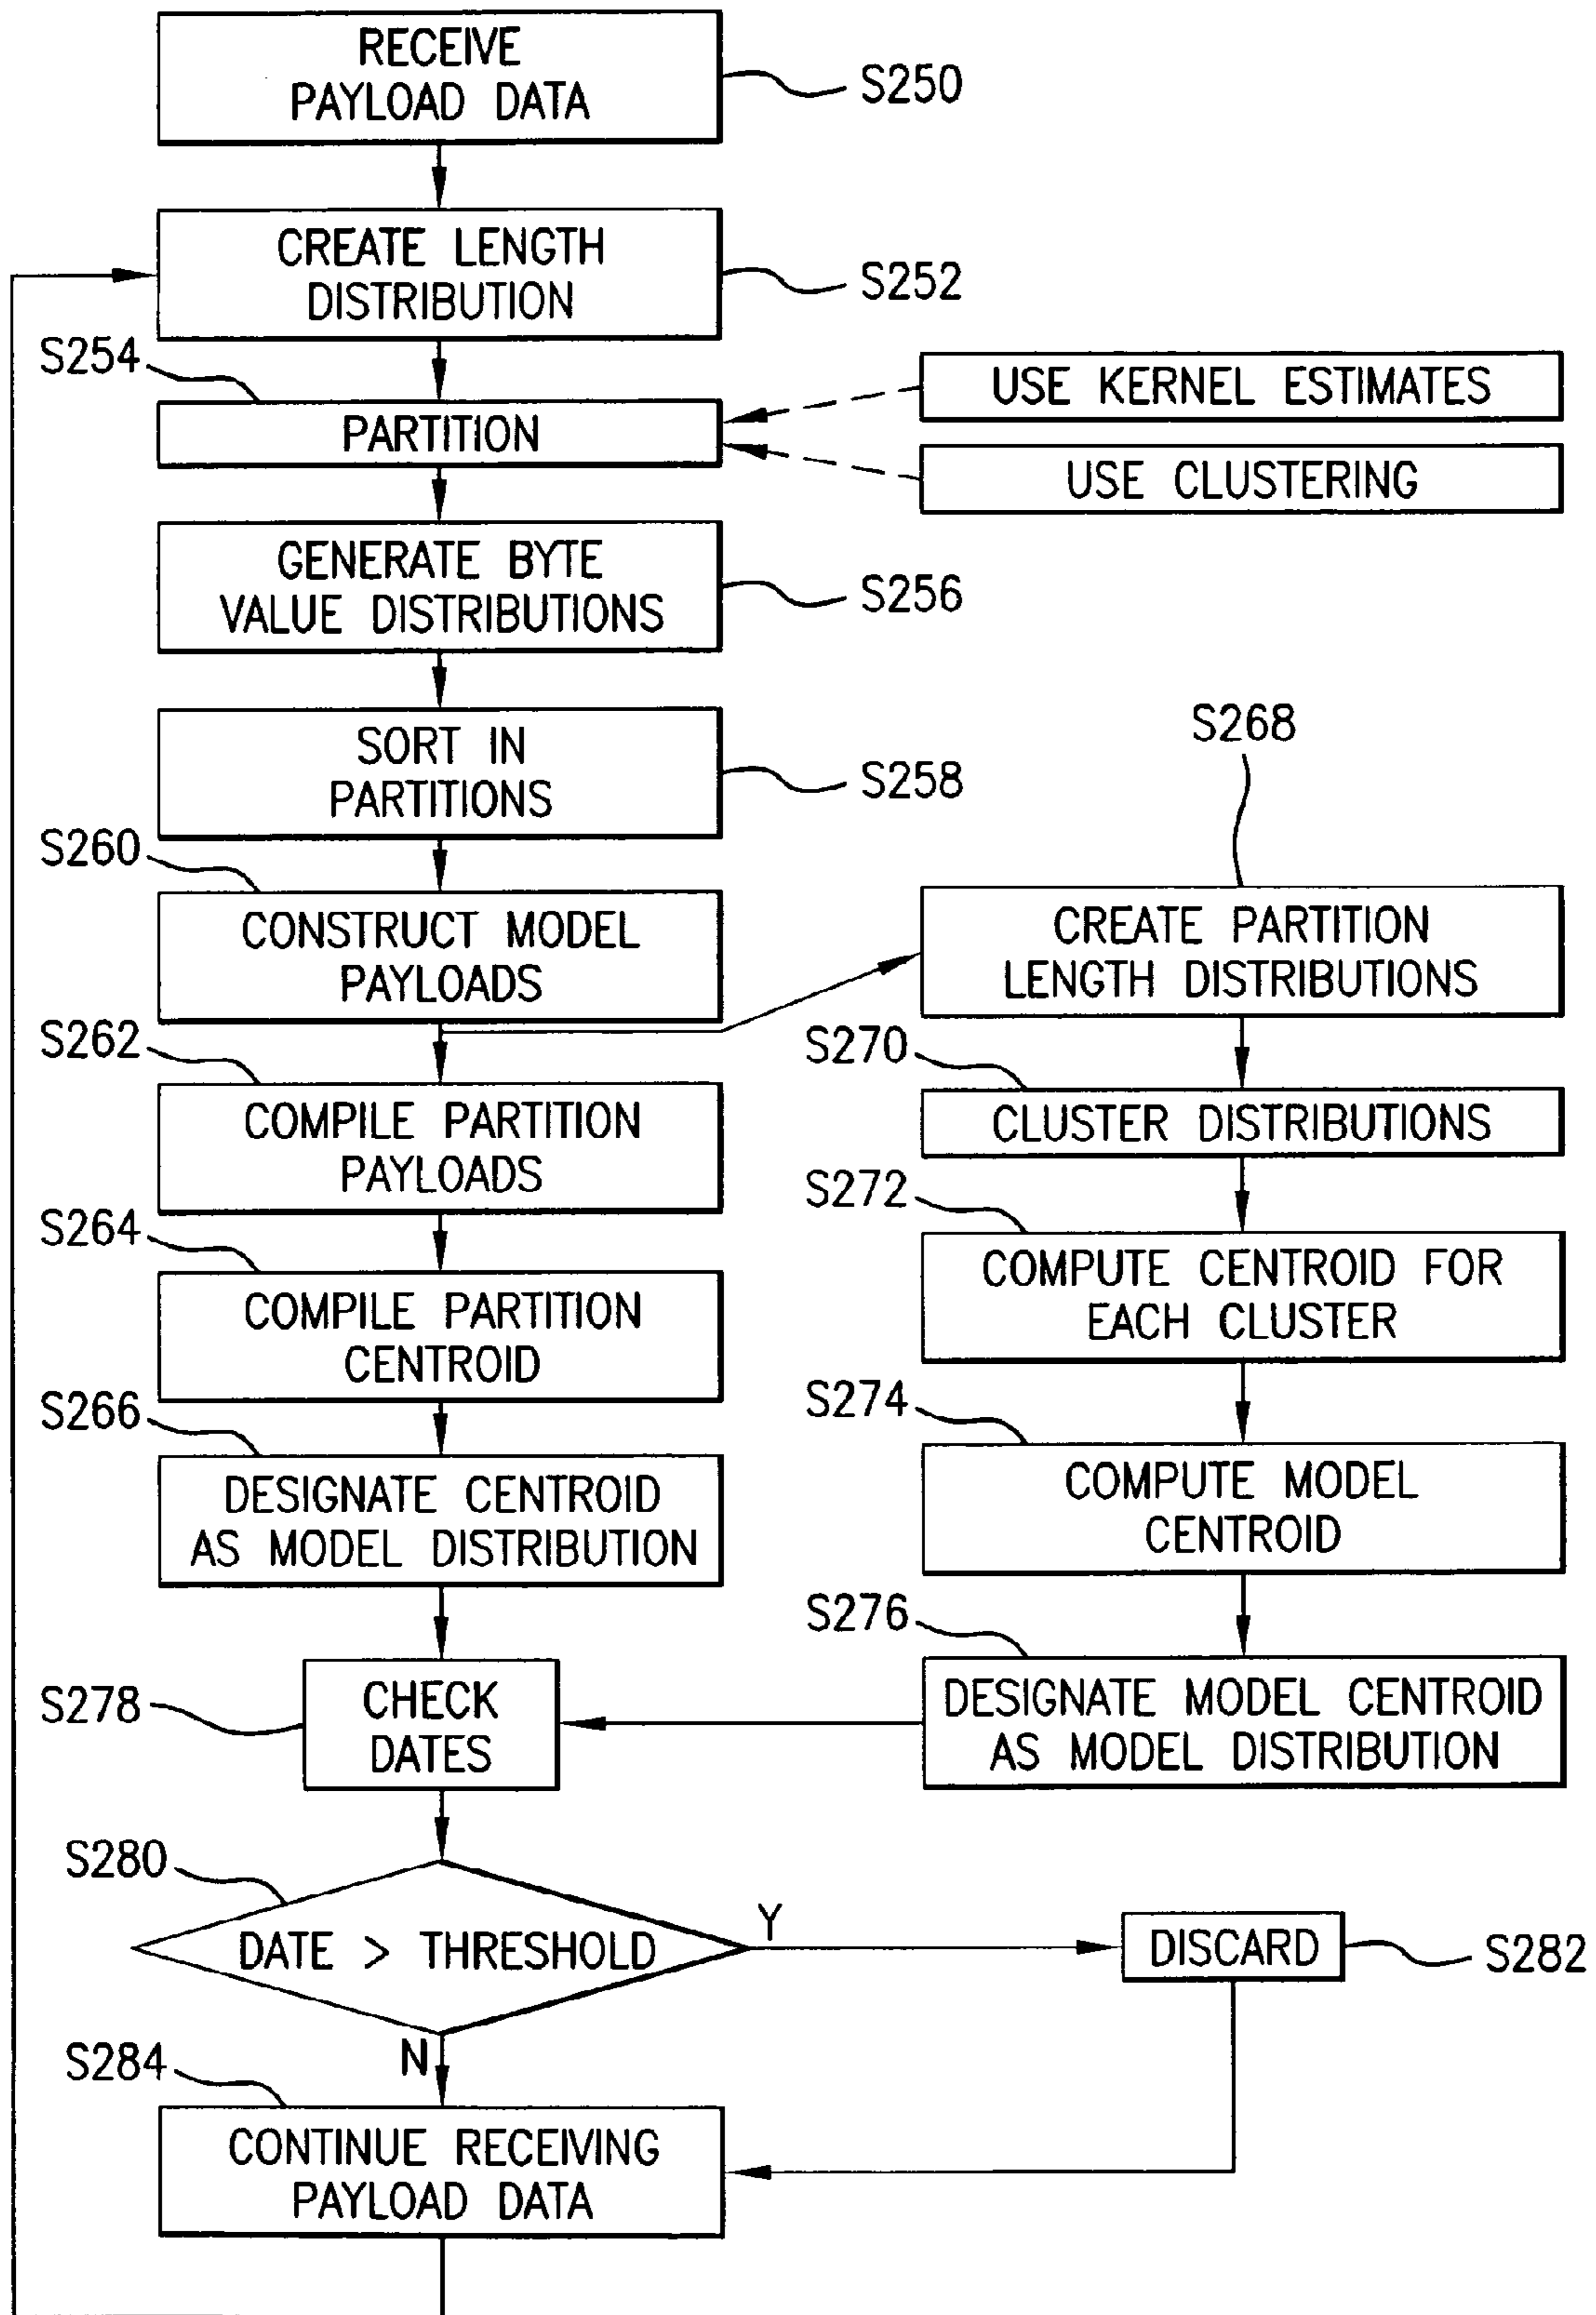 RECEIVE
PAYLOAD DATA
S250
CREATE LENGTH
DISTRIBUTION
S252
S254
PARTITION
USE KERNEL ESTIMATES
USE CLUSTERING
GENERATE BYTE
VALUE DISTRIBUTIONS
S256
SORT IN
PARTITIONS
S258
S260
CONSTRUCT MODEL
PAYLOADS
S262
COMPILE PARTITION
PAYLOADS
S264
COMPILE PARTITION
CENTROID
S266
DESIGNATE CENTROID
AS MODEL DISTRIBUTION
S268
CREATE PARTITION
LENGTH DISTRIBUTIONS
S270
CLUSTER DISTRIBUTIONS
S272
COMPUTE CENTROID FOR
EACH CLUSTER
S274
COMPUTE MODEL
CENTROID
S276
DESIGNATE MODEL CENTROID
AS MODEL DISTRIBUTION
S278
CHECK
DATES
S280
DATE > THRESHOLD
Y
DISCARD
S282
N
S284
CONTINUE RECEIVING
PAYLOAD DATA